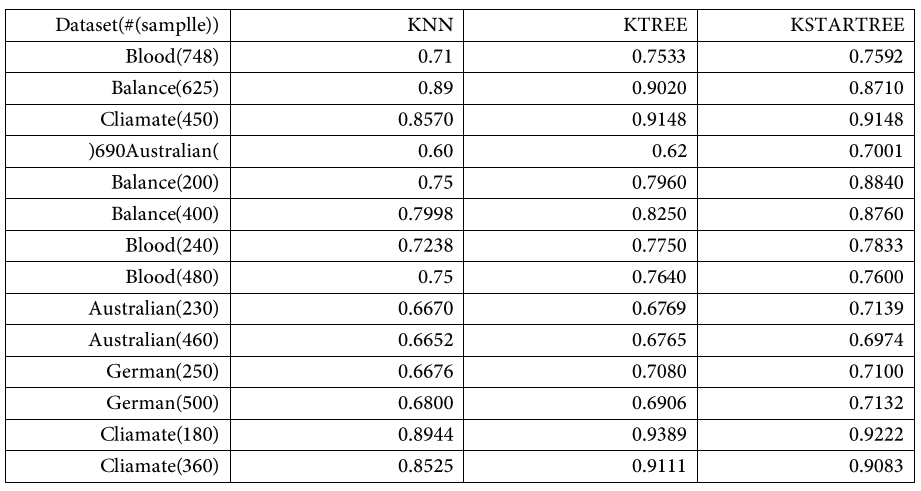 Dataset(#(samplle)) KNN KTREE KSTARTREE
Blood(748) 0.71 0.7533 0.7592
Balance(625) 0.89 0.9020 0.8710
Cliamate(450) 0.8570 0.9148 0.9148
)690Australian( 0.60 0.62 0.7001
Balance(200) 0.75 0.7960 0.8840
Balance(400) 0.7998 0.8250 0.8760
Blood(240) 0.7238 0.7750 0.7833
Blood(480) 0.75 0.7640 0.7600
Australian(230) 0.6670 0.6769 0.7139
Australian(460) 0.6652 0.6765 0.6974
German(250) 0.6676 0.7080 0.7100
German(500) 0.6800 0.6906 0.7132
Cliamate(180) 0.8944 0.9389 0.9222
Cliamate(360) 0.8525 0.9111 0.9083